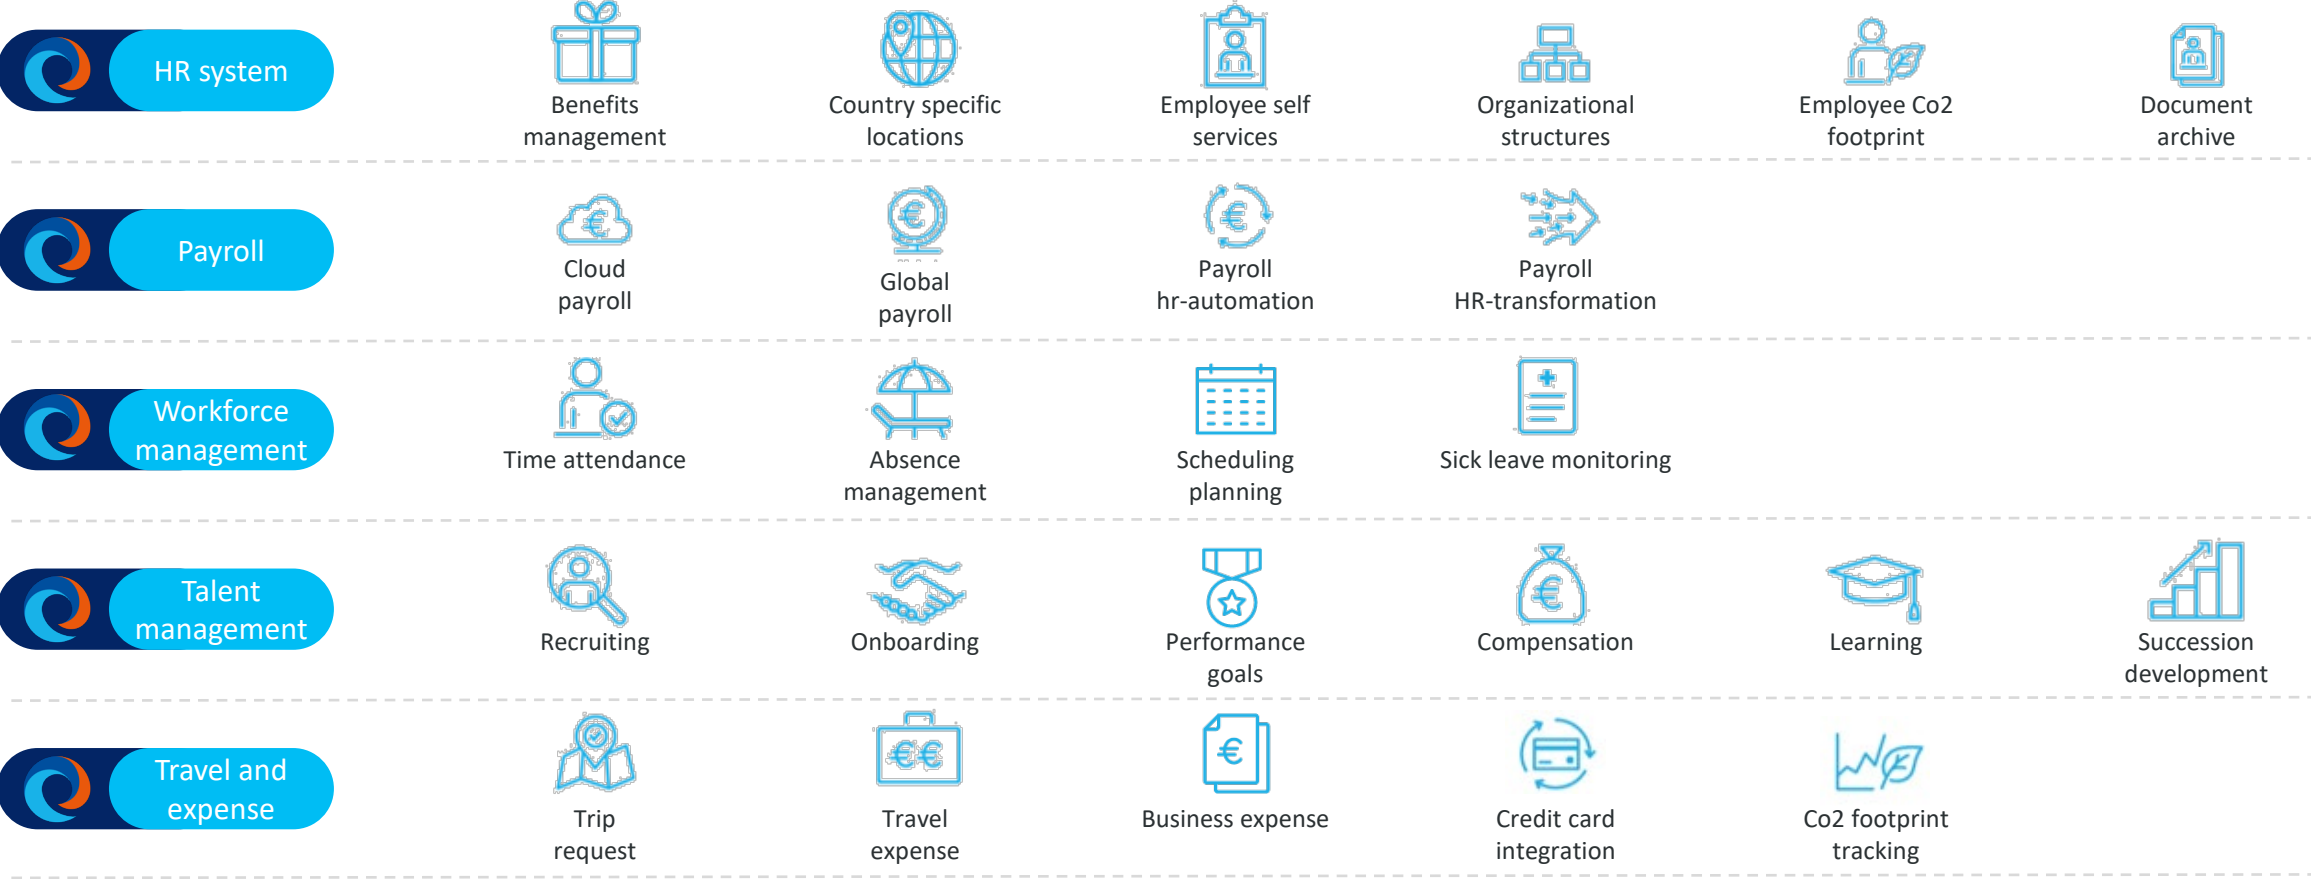 HR system
Benefits
management
Country specific
locations
Employee self
services
Organizational
structures
Employee Co2
footprint
Document
archive
Payroll
Cloud
payroll
Global
payroll
Payroll
hr-automation
Payroll
HR-transformation
Workforce
management
Time attendance
Absence
management
Scheduling
planning
Sick leave monitoring
Talent
management
Recruiting
Onboarding
Performance
goals
Compensation
Learning
Succession
development
Travel and
expense
Trip
request
Travel
expense
Business expense
Credit card
integration
Co2 footprint
tracking